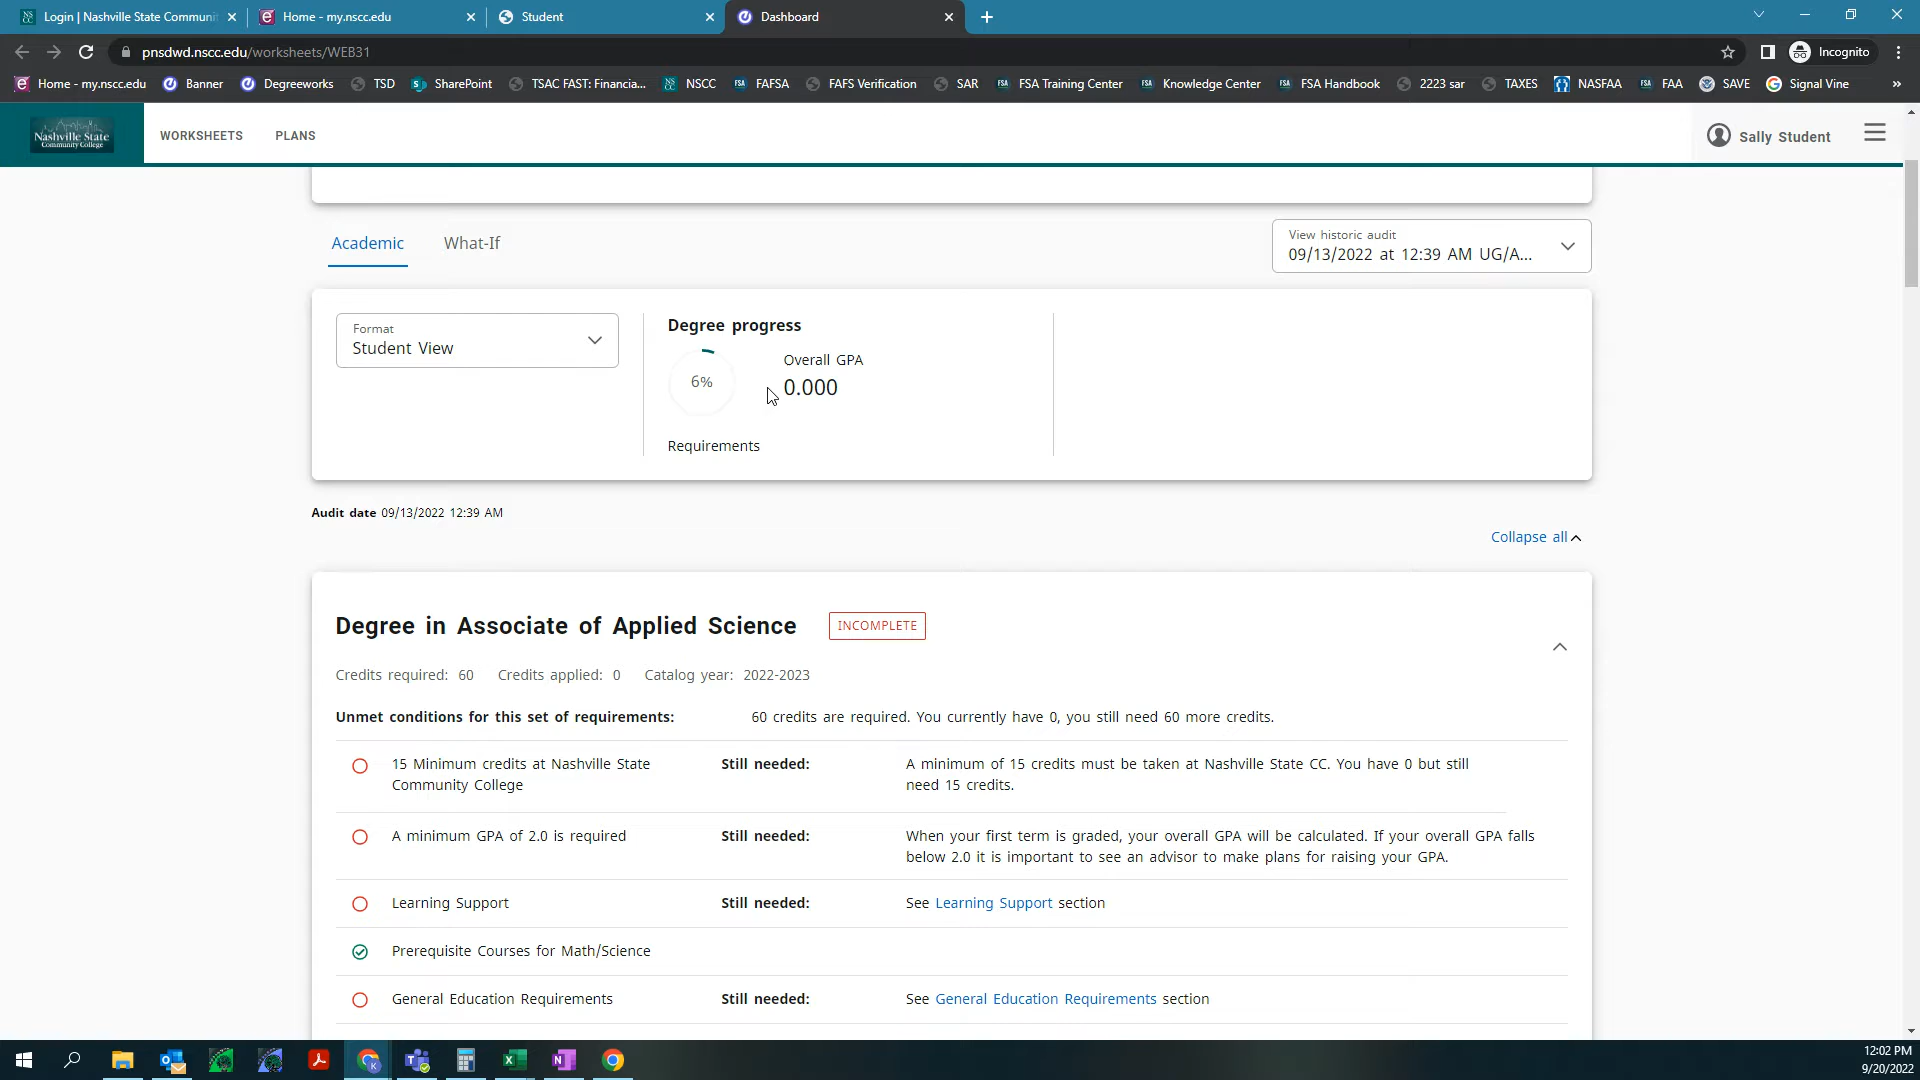 Login | Nashville State Communit
Home - my.nscc.edu
Student
Dashboard
pnsdwd.nscc.edu/worksheets/WEB31
Incognito
Home - my.nscc.edu
Banner
Degreeworks
TSD
SharePoint
TSAC FAST: Financia...
NSCC
FAFSA
FAFS Verification
SAR
FSA Training Center
Knowledge Center
FSA Handbook
2223 sar
TAXES
NASFAA
FAA
SAVE
Signal Vine
»
Nashville State
Community College
WORKSHEETS
PLANS
Sally Student
Academic
What-If
View historic audit
09/13/2022 at 12:39 AM UG/A...
Format
Student View
Degree progress
6%
Overall GPA
0.000
Requirements
Audit date 09/13/2022 12:39 AM
Collapse all
Degree in Associate of Applied Science
INCOMPLETE
Credits required: 60 Credits applied: 0 Catalog year: 2022-2023
Unmet conditions for this set of requirements: 60 credits are required. You currently have 0, you still need 60 more credits.
15 Minimum credits at Nashville State
Community College
Still needed:
A minimum of 15 credits must be taken at Nashville State CC. You have 0 but still
need 15 credits.
A minimum GPA of 2.0 is required
Still needed:
When your first term is graded, your overall GPA will be calculated. If your overall GPA falls
below 2.0 it is important to see an advisor to make plans for raising your GPA.
Learning Support
Still needed:
See Learning Support section
Prerequisite Courses for Math/Science
General Education Requirements
Still needed:
See General Education Requirements section
12:02 PM
9/20/2022